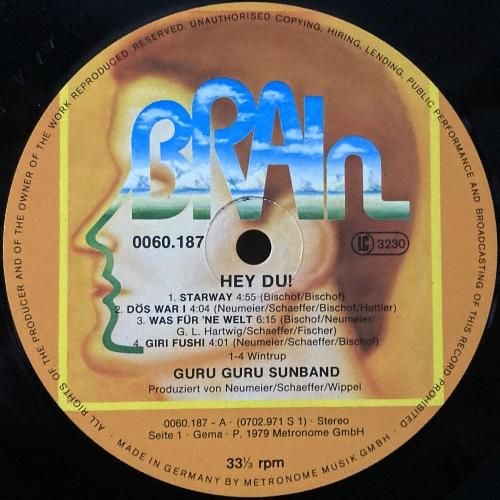 ALL RIGHTS OF THE PRODUCER AND OF THE OWNER OF THE WORK REPRODUCED RESERVED. UNAUTHORISED COPYING, HIRING, LENDING, PUBLIC PERFORMANCE AND BROADCASTING OF THIS RECORD PROHIBITED
BRAIn
0060.187
LC 3230
HEY DU!
1. STARWAY 4:55 (Bischof/Bischof)
2. DÖS WAR I 4:04 (Neumeier/Schaeffer/Bischof/Hattler)
3. WAS FÜR 'NE WELT 6:15 (Bischof/Neumeier/
G. L. Hartwig/Schaeffer/Fischer)
4. GIRI FUSHI 4:01 (Neumeier/Schaeffer/Bischof)
1-4 Wintrup
GURU GURU SUNBAND
Produziert von Neumeier/Schaeffer/Wippel
0060.187 - A · (0702.971 S 1) · Stereo
Seite 1 · Gema · P. 1979 Metronome GmbH
33⅓ rpm
· MADE IN GERMANY BY METRONOME MUSIK GMBH ·